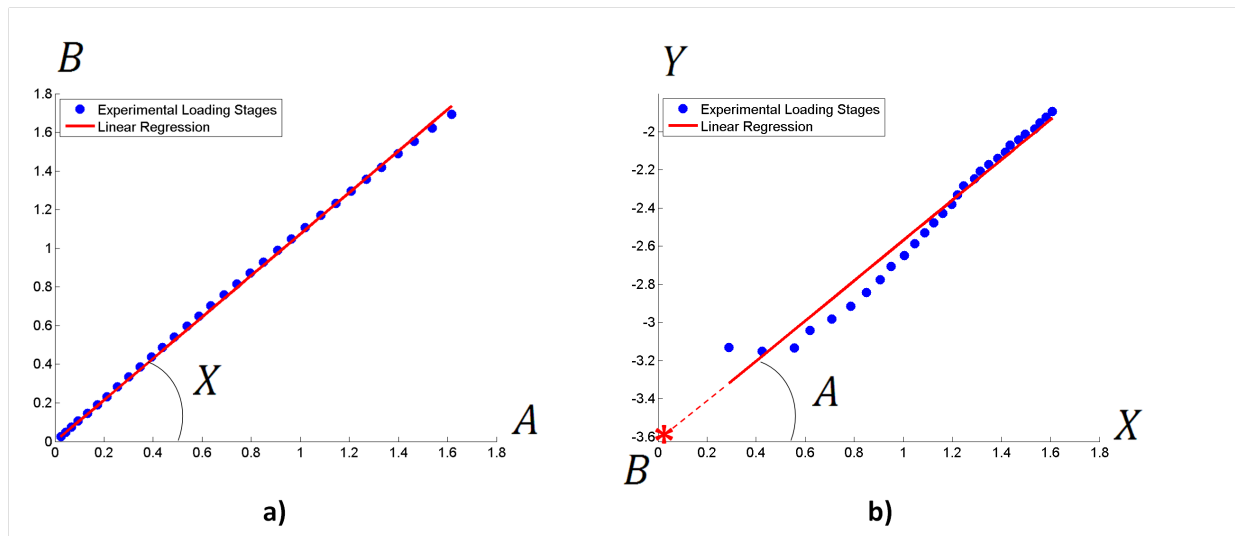 B
1.8
Experimental Loading Stages
Linear Regression
1.6
1.4
1.2
1
0.8
0.6
0.4
0.2
0
X
A
0 0.2 0.4 0.6 0.8 1 1.2 1.4 1.6 1.8
a)
Y
Experimental Loading Stages
Linear Regression
-2
-2.2
-2.4
-2.6
-2.8
-3
-3.2
-3.4
-3.6
A
X
B
0 0.2 0.4 0.6 0.8 1 1.2 1.4 1.6 1.8
b)